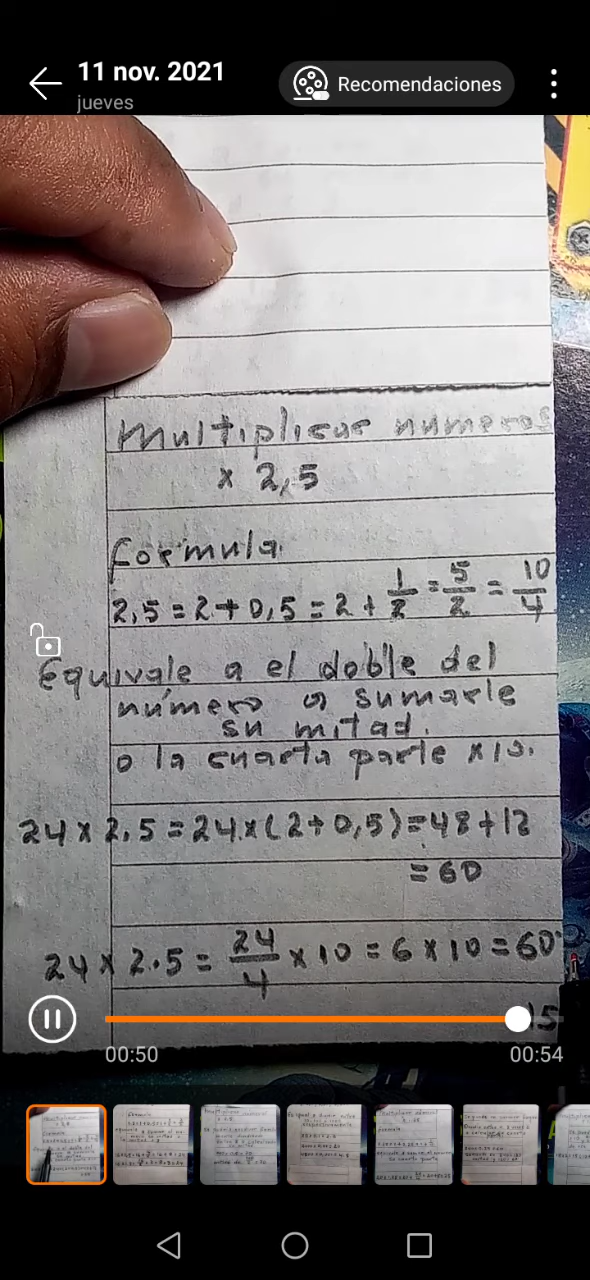 11 nov. 2021
jueves
Recomendaciones
Multiplicar numeros
x 2,5
formula
2,5 = 2 + 0,5 = 2 + 1/2 = 5/2 = 10/4
Equivale a el doble del
número o sumarle
su mitad.
o la cuarta parte x 10.
24 x 2.5 = 24 x (2 + 0,5) = 48 + 12
= 60
24 x 2.5 = 24/4 x 10 = 6 x 10 = 60
15
00:50
00:54